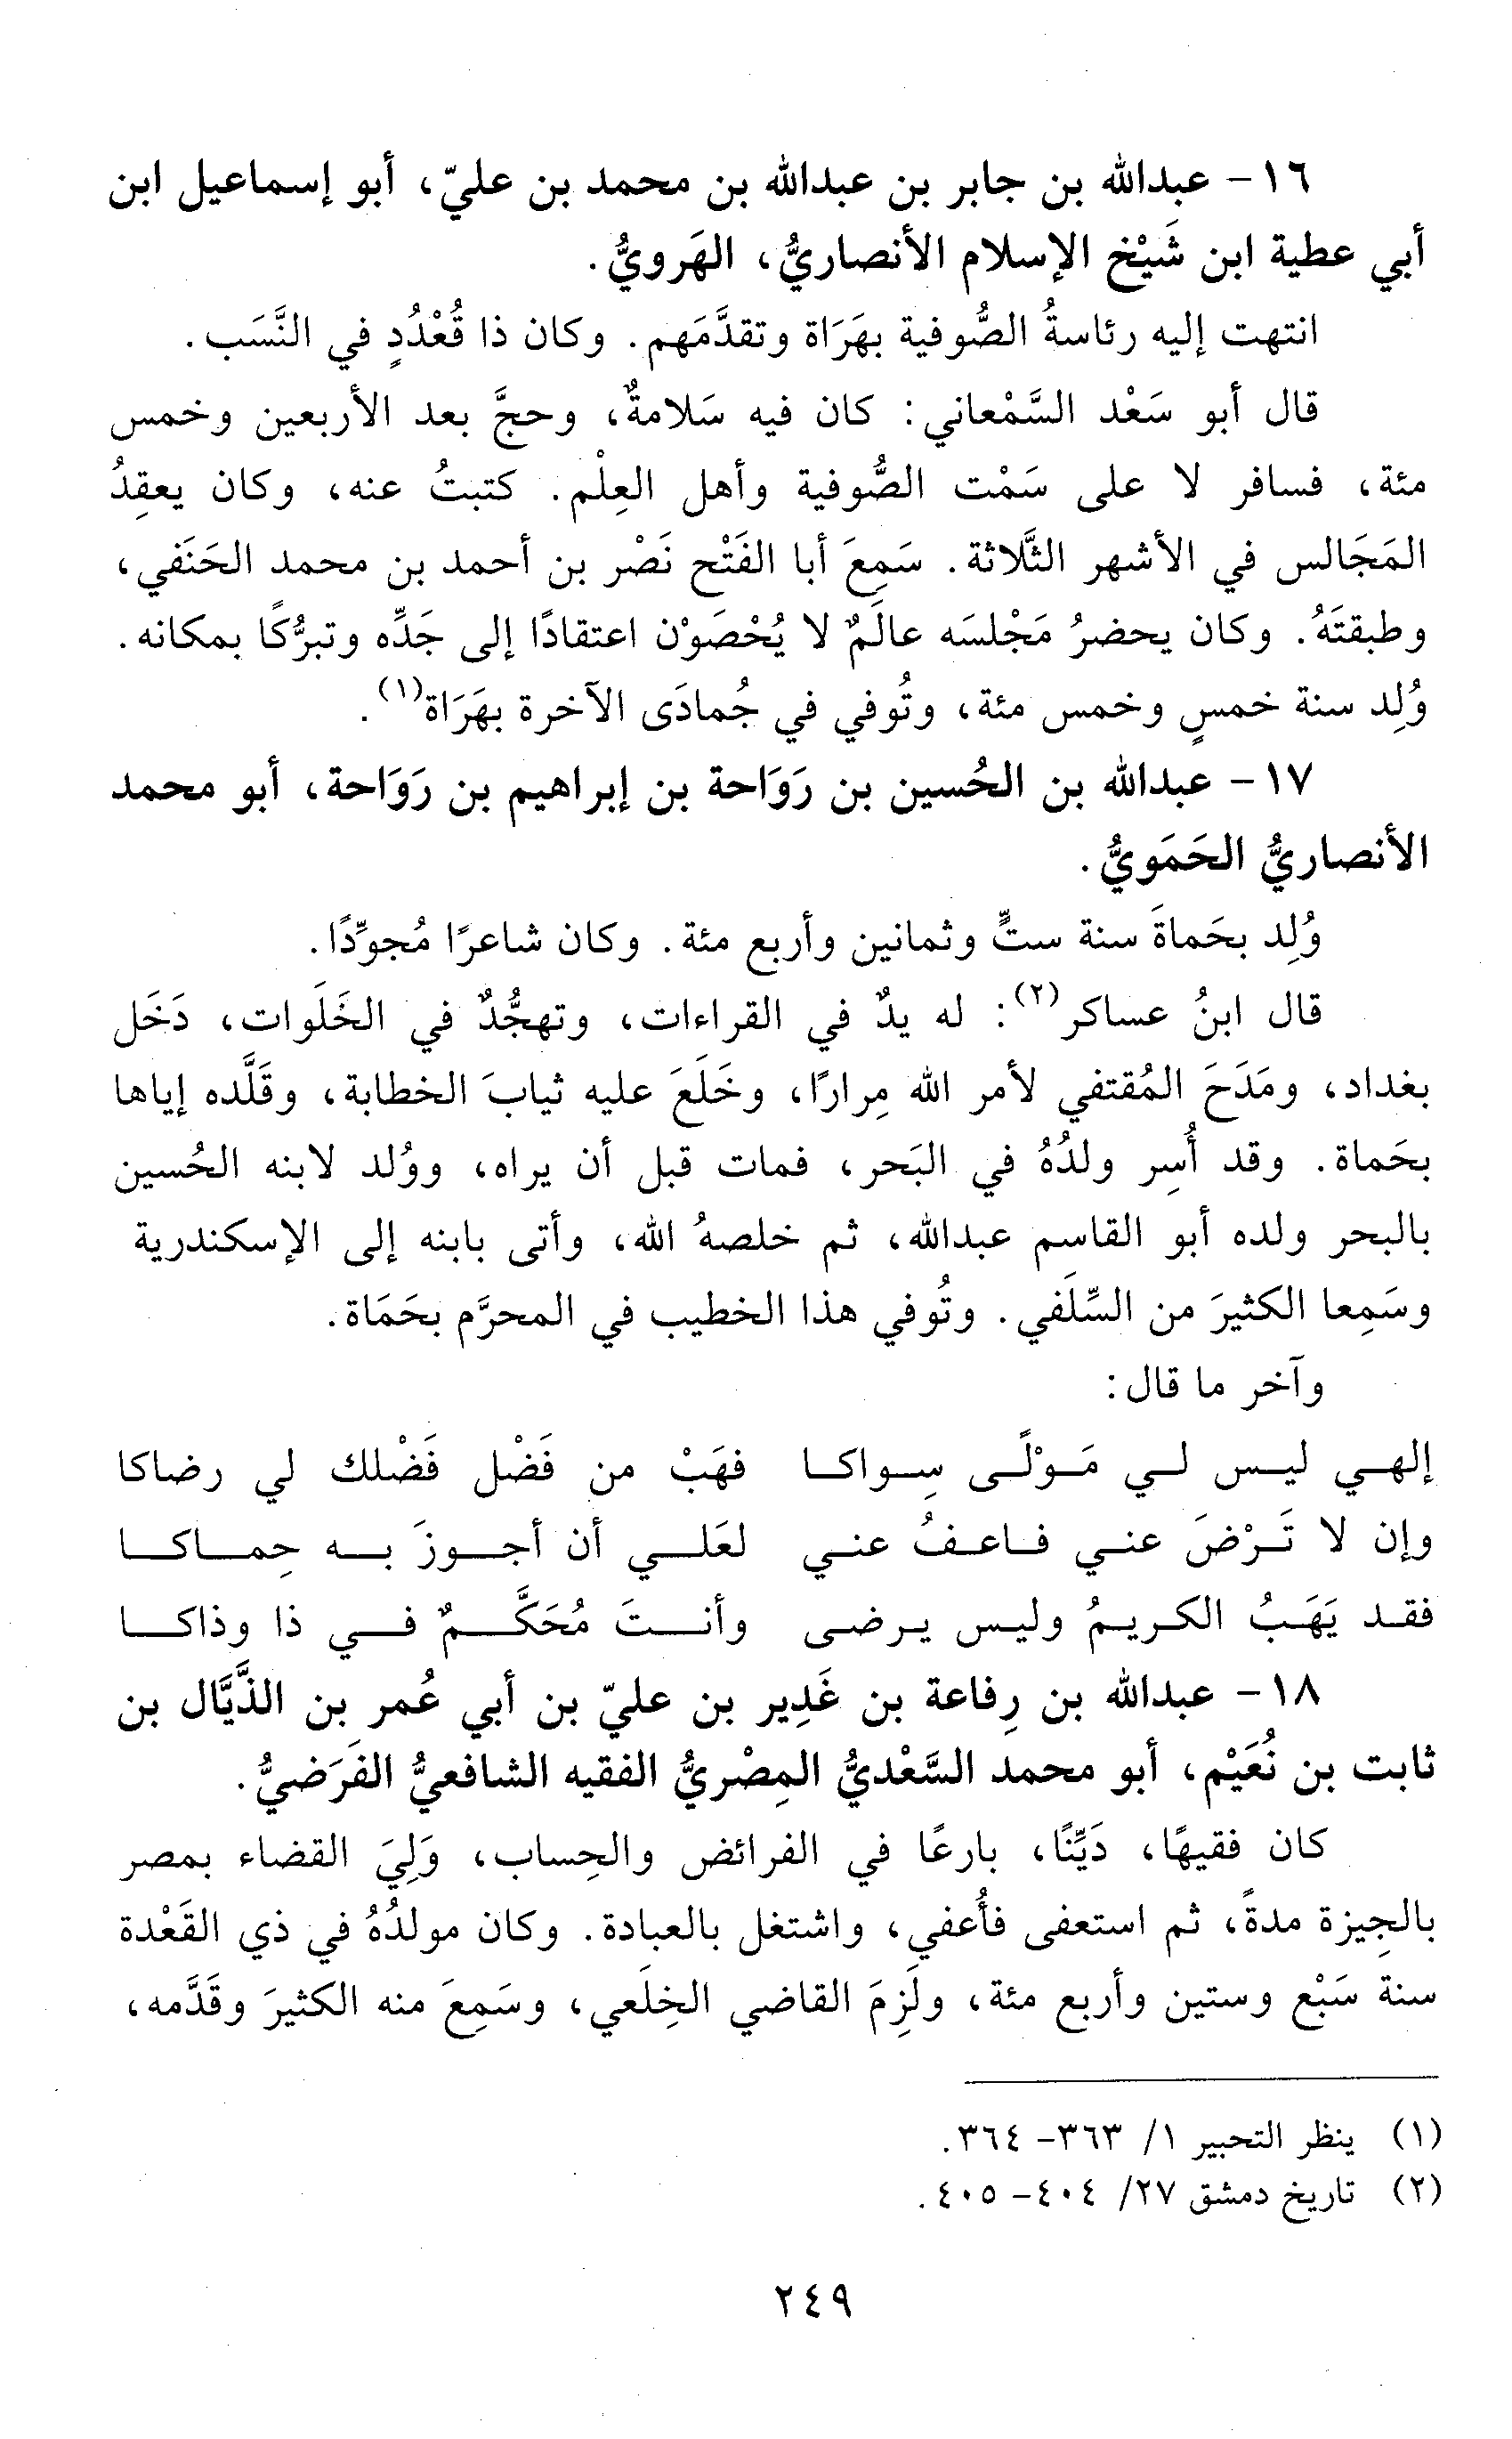 ١٦- عبدالله بن جابر بن عبدالله بن محمد بن عليّ، أبو إسماعيل ابن
أبي عطية ابن شَيْخ الإسلام الأنصاريُّ، الهَرويُّ.
انتهت إليه رئاسةُ الصُّوفية بهَرَاة وتقدَّمَهم. وكان ذا قُعْدُدٍ في النَّسَب.
قال أبو سَعْد السَّمْعاني: كان فيه سَلامةٌ، وحجَّ بعد الأربعين وخمس
مئة، فسافر لا على سَمْت الصُّوفية وأهل العِلْم. كتبتُ عنه، وكان يعقِدُ
المَجَالس في الأشهر الثَّلاثة. سَمِعَ أبا الفَتْح نَصْر بن أحمد بن محمد الحَنَفي،
وطبقتَهُ. وكان يحضرُ مَجْلسَه عالَمٌ لا يُحْصَوْن اعتقادًا إلى جَدِّه وتبرُّكًا بمكانه.
وُلِد سنة خمسٍ وخمس مئة، وتُوفي في جُمادَى الآخرة بهَرَاة(١).
١٧- عبدالله بن الحُسين بن رَوَاحة بن إبراهيم بن رَوَاحة، أبو محمد
الأنصاريُّ الحَمَويُّ.
وُلِد بحَماةَ سنة ستٍّ وثمانين وأربع مئة. وكان شاعرًا مُجوِّدًا.
قال ابنُ عساكر(٢): له يدٌ في القراءات، وتهجُّدٌ في الخَلَوات، دَخَل
بغداد، ومَدَحَ المُقتفي لأمر الله مِرارًا، وخَلَعَ عليه ثيابَ الخطابة، وقَلَّده إياها
بحَماة. وقد أُسِر ولدُهُ في البَحر، فمات قبل أن يراه، ووُلد لابنه الحُسين
بالبحر ولده أبو القاسم عبدالله، ثم خلصهُ الله، وأتى بابنه إلى الإسكندرية
وسَمِعا الكثيرَ من السِّلَفي. وتُوفي هذا الخطيب في المحرَّم بحَمَاة.
وآخر ما قال:
إلهي ليس لي مَوْلًى سِواكا فهَبْ من فَضْل فَضْلك لي رضاكا
وإن لا تَرْضَ عني فاعفُ عني لعَلي أن أجوزَ به حِماكا
فقد يَهَبُ الكريمُ وليس يرضى وأنتَ مُحَكَّمٌ في ذا وذاكا
١٨- عبدالله بن رِفاعة بن غَدِير بن عليّ بن أبي عُمر بن الذَّيَّال بن
ثابت بن نُعَيْم، أبو محمد السَّعْديُّ المِصْريُّ الفقيه الشافعيُّ الفَرَضيُّ.
كان فقيهًا، دَيِّنًا، بارعًا في الفرائض والحِساب، وَلِيَ القضاء بمصر
بالجِيزة مدةً، ثم استعفى فأُعفي، واشتغل بالعبادة. وكان مولدُهُ في ذي القَعْدة
سنة سَبْع وستين وأربع مئة، ولَزِمَ القاضي الخِلَعي، وسَمِعَ منه الكثيرَ وقَدَّمه،
(١) ينظر التحبير ١/ ٣٦٣- ٣٦٤.
(٢) تاريخ دمشق ٢٧/ ٤٠٤- ٤٠٥.
٢٤٩